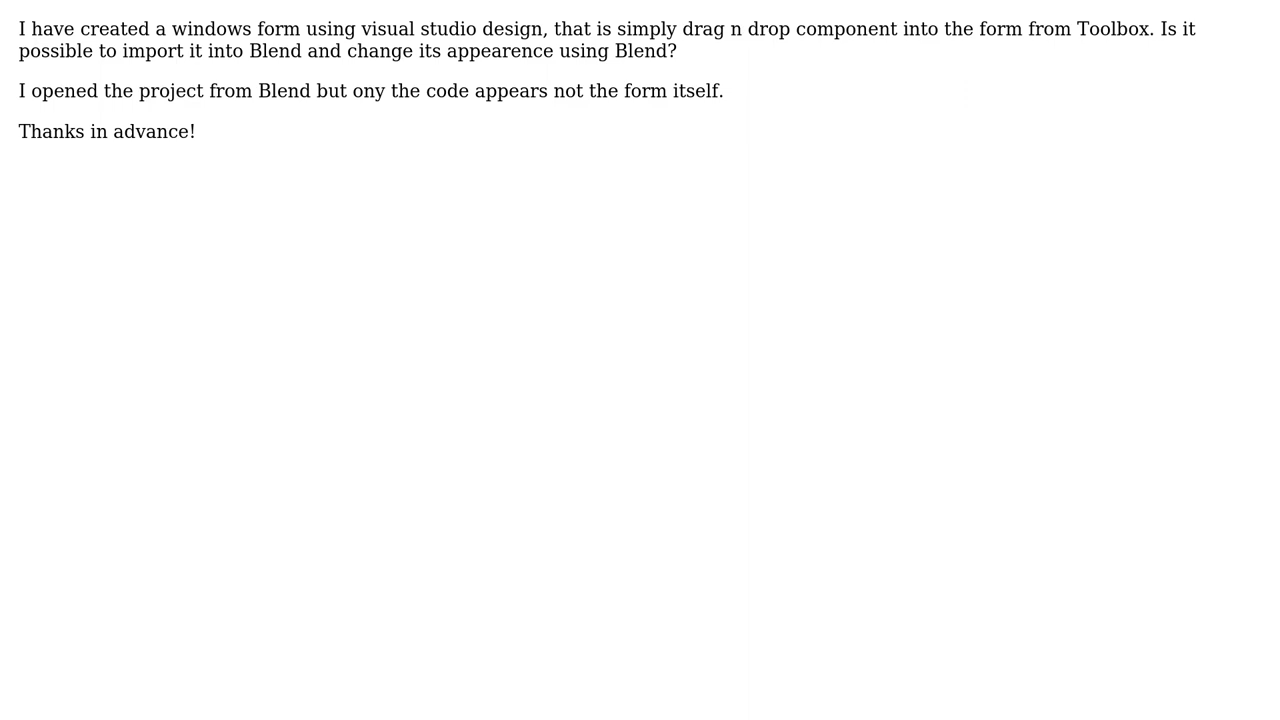 I have created a windows form using visual studio design, that is simply drag n drop component into the form from Toolbox. Is it
possible to import it into Blend and change its appearence using Blend?
I opened the project from Blend but ony the code appears not the form itself.
Thanks in advance!